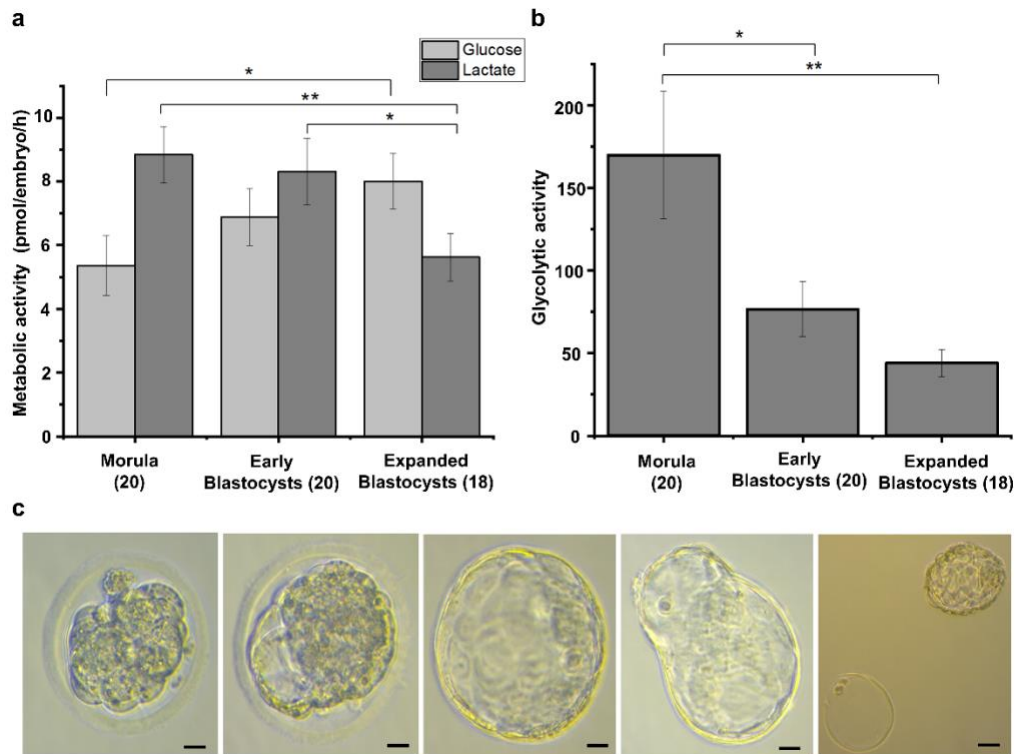 a
Glucose
Lactate
*
**
*
10
8
6
4
2
0
Metabolic activity (pmol/embryo/h)
Morula
(20)
Early
Blastocysts (20)
Expanded
Blastocysts (18)
b
*
**
200
150
100
50
0
Glycolytic activity
Morula
(20)
Early
Blastocysts (20)
Expanded
Blastocysts (18)
c